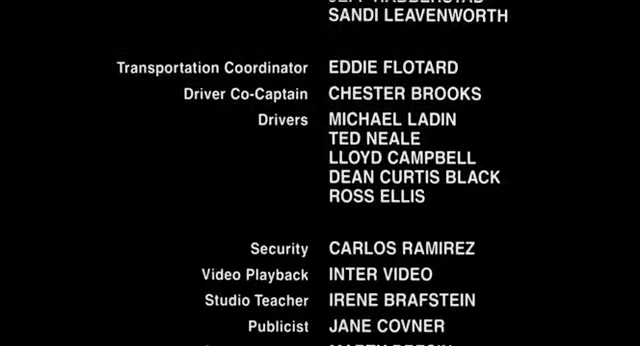 SANDI LEAVENWORTH
Transportation Coordinator EDDIE FLOTARD
Driver Co-Captain CHESTER BROOKS
Drivers MICHAEL LADIN
TED NEALE
LLOYD CAMPBELL
DEAN CURTIS BLACK
ROSS ELLIS
Security CARLOS RAMIREZ
Video Playback INTER VIDEO
Studio Teacher IRENE BRAFSTEIN
Publicist JANE COVNER